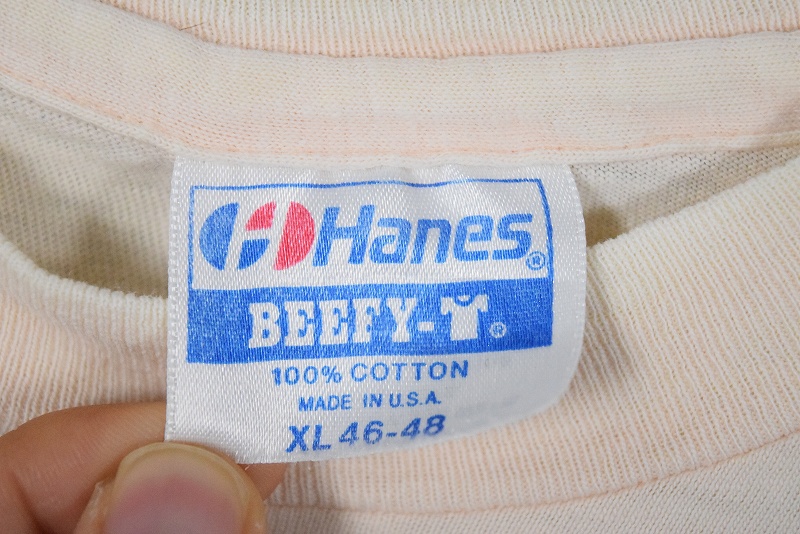 Hanes®
BEEFY-T®
100% COTTON
MADE IN U.S.A.
XL 46-48